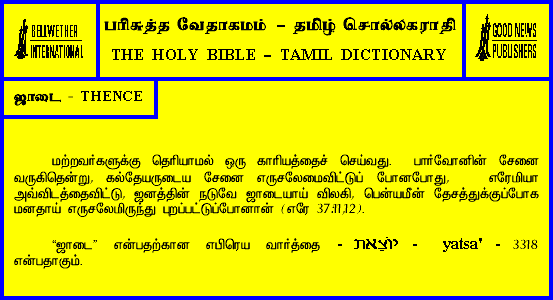 BELLWETHER
INTERNATIONAL
பரிசுத்த வேதாகமம் – தமிழ் சொல்லகராதி
THE HOLY BIBLE – TAMIL DICTIONARY
GOOD NEWS
PUBLISHERS
ஜாடை - THENCE
மற்றவர்களுக்கு தெரியாமல் ஒரு காரியத்தைச் செய்வது. பார்வோனின் சேனை
வருகிதென்று, கல்தேயருடைய சேனை எருசலேமைவிட்டுப் போனபோது, எரேமியா
அவ்விடத்தைவிட்டு, ஜனத்தின் நடுவே ஜாடையாய் விலகி, பென்யமீன் தேசத்துக்குப்போக
மனதாய் எருசலேமிருந்து புறப்பட்டுப்போனான் (எரே 37:11,12).
“ஜாடை” என்பதற்கான எபிரெய வார்த்தை - יוֹצֵאת - yatsa' - 3318
என்பதாகும்.